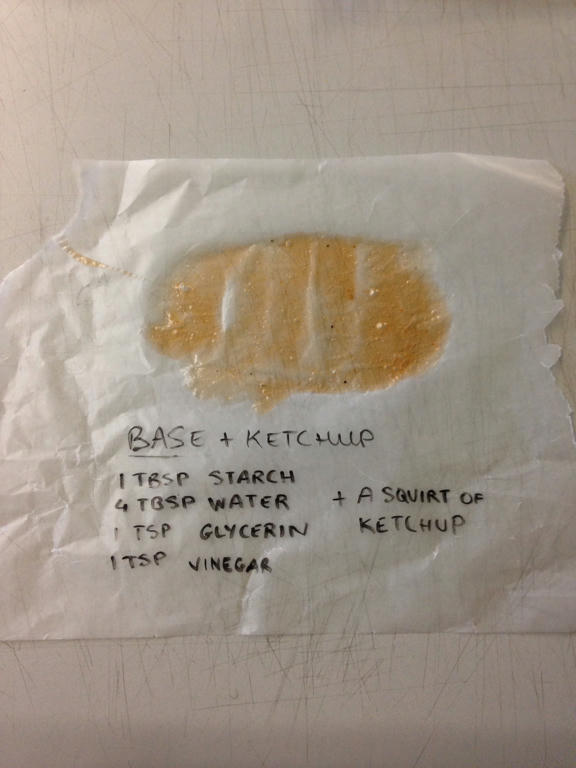 BASE + KETCHUP
1 TBSP STARCH
4 TBSP WATER + A SQUIRT OF
1 TSP GLYCERIN KETCHUP
1 TSP VINEGAR